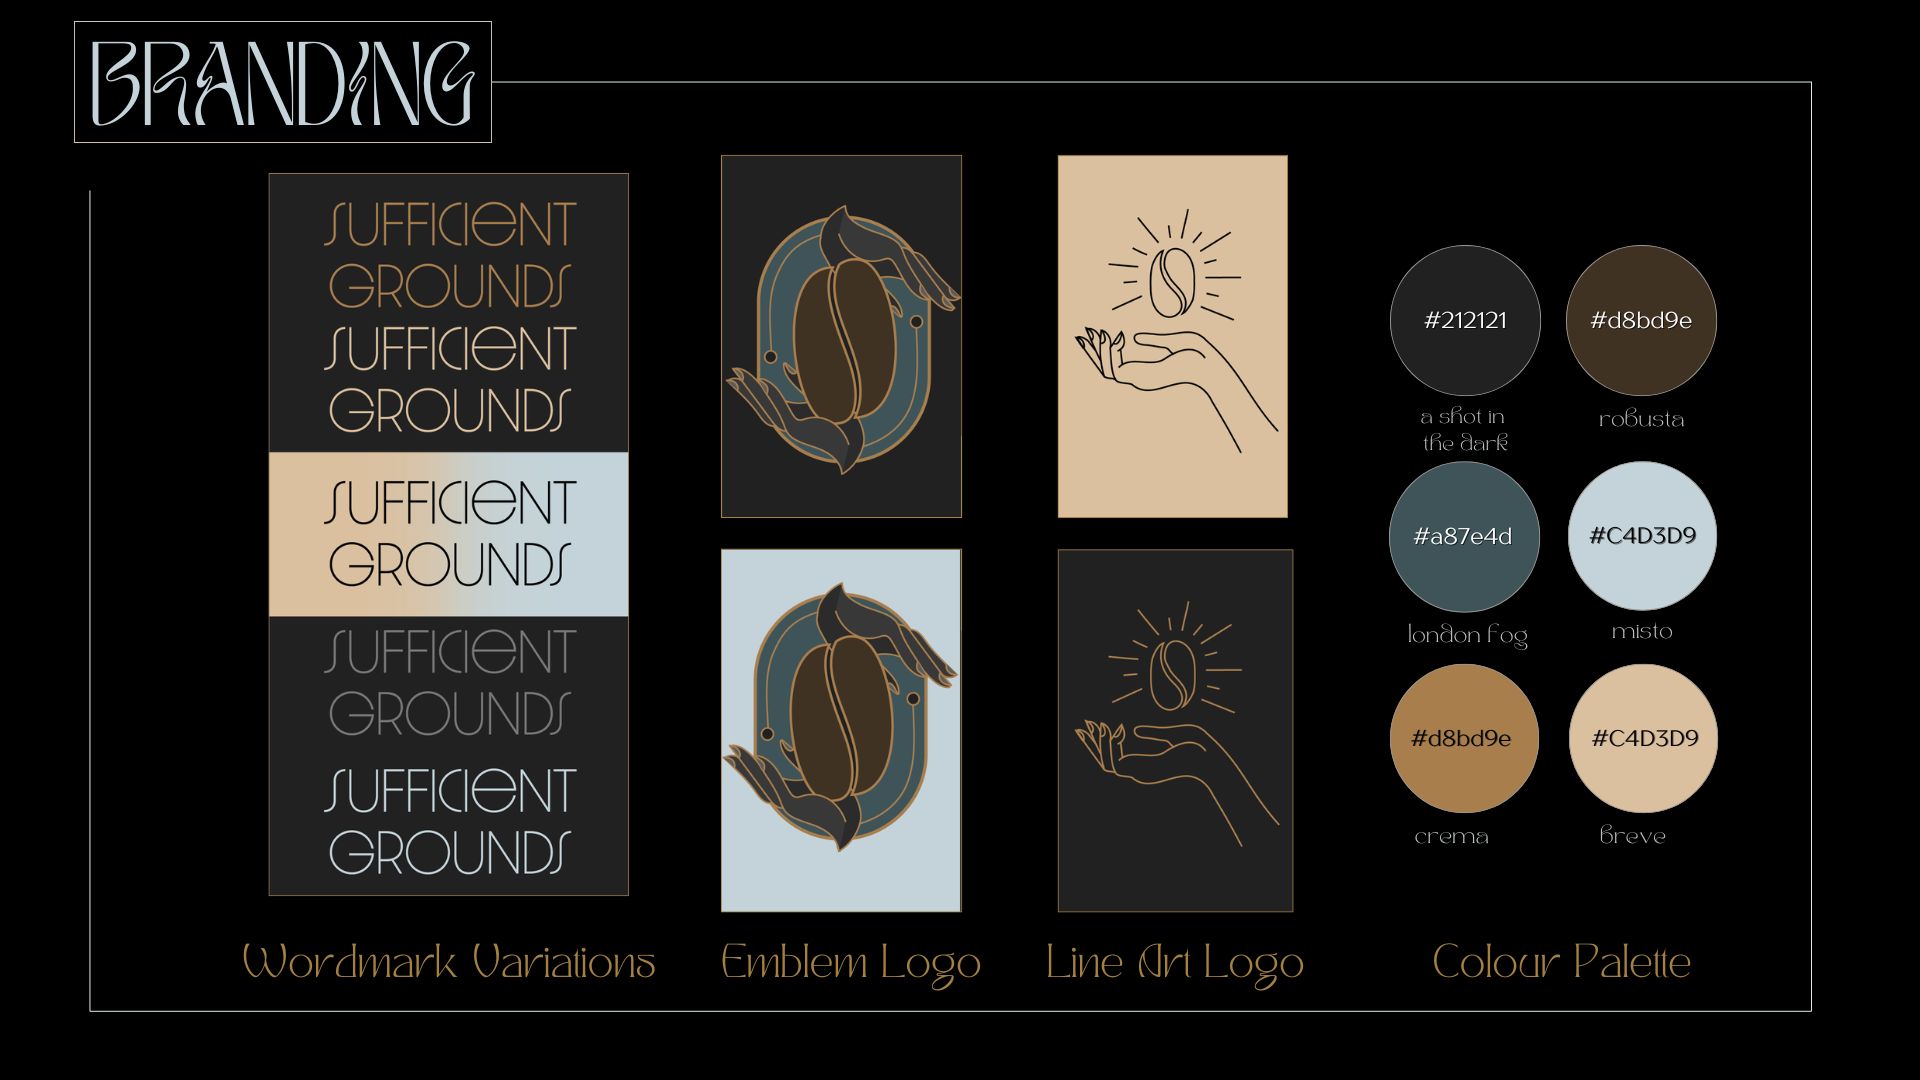 BRANDING
SUFFICIENT
GROUNDS
SUFFICIENT
GROUNDS
SUFFICIENT
GROUNDS
SUFFICIENT
GROUNDS
SUFFICIENT
GROUNDS
Wordmark Variations
Emblem Logo
Line Art Logo
#212121
a shot in
the dark
#d8bd9e
robusta
#a87e4d
london fog
#C4D3D9
misto
#d8bd9e
crema
#C4D3D9
breve
Colour Palette